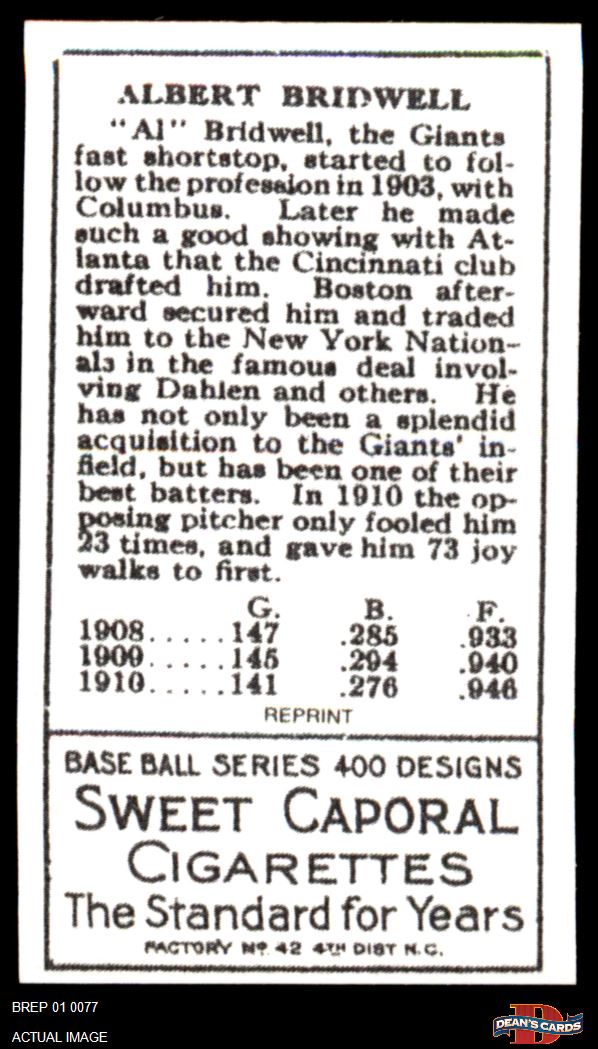 ALBERT BRIDWELL
"Al" Bridwell, the Giants
fast shortstop, started to fol-
low the profession in 1903, with
Columbus. Later he made
such a good showing with At-
lanta that the Cincinnati club
drafted him. Boston after-
ward secured him and traded
him to the New York Nation-
als in the famous deal invol-
ving Dahlen and others. He
has not only been a splendid
acquisition to the Giants' in-
field, but has been one of their
best batters. In 1910 the op-
posing pitcher only fooled him
23 times, and gave him 73 joy
walks to first.
G. B. F.
1908.....147 .285 .933
1909.....145 .294 .940
1910.....141 .276 .946
REPRINT
BASE BALL SERIES 400 DESIGNS
SWEET CAPORAL
CIGARETTES
The Standard for Years
FACTORY No. 42 4TH DIST N.C.
BREP 01 0077
ACTUAL IMAGE
D
DEAN'S CARDS